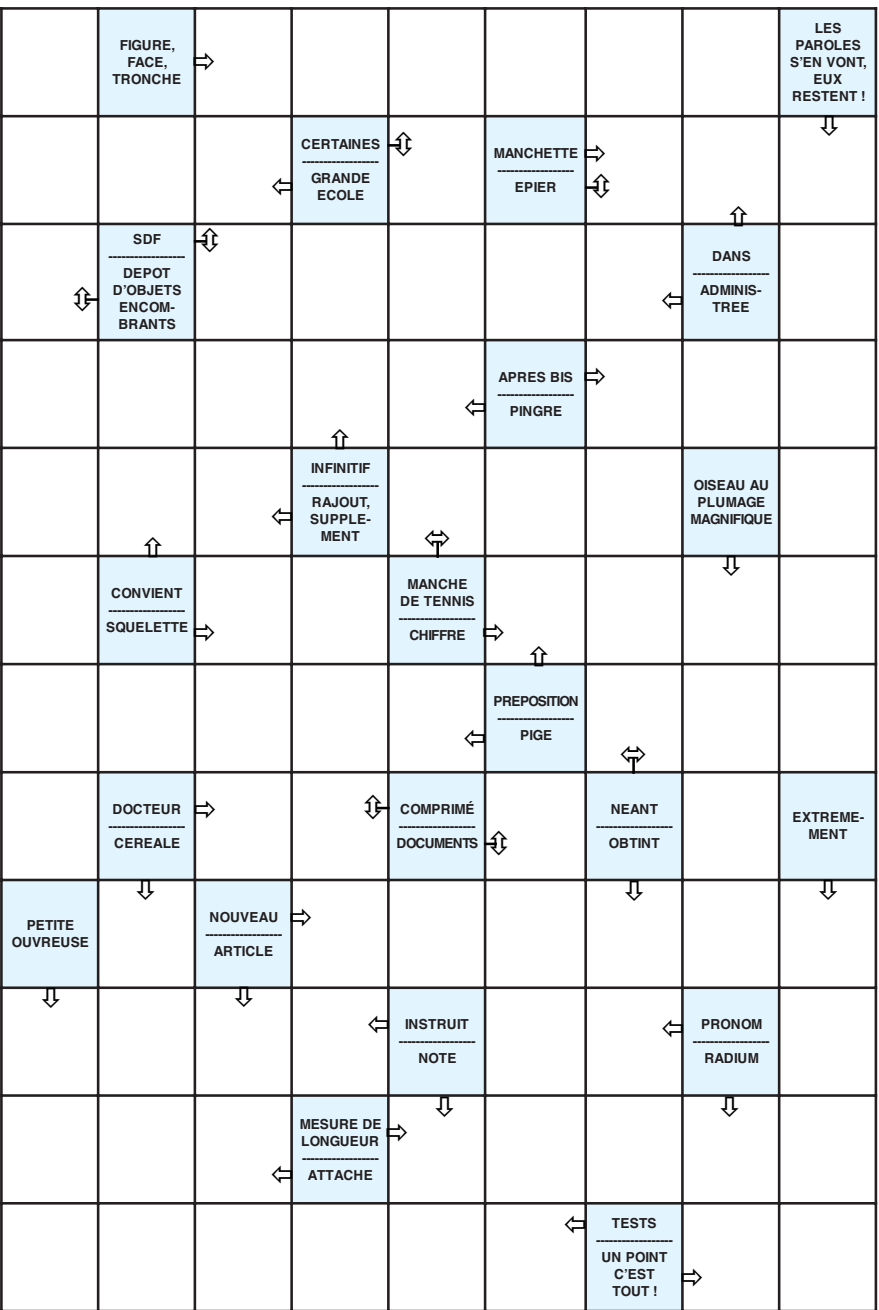 FIGURE,
FACE,
TRONCHE
LES
PAROLES
S'EN VONT,
EUX
RESTENT !
CERTAINES
-------------------
GRANDE
ECOLE
MANCHETTE
-------------------
EPIER
SDF
-------------------
DEPOT
D'OBJETS
ENCOM-
BRANTS
DANS
-------------------
ADMINIS-
TREE
APRES BIS
-------------------
PINGRE
INFINITIF
-------------------
RAJOUT,
SUPPLE-
MENT
OISEAU AU
PLUMAGE
MAGNIFIQUE
CONVIENT
-------------------
SQUELETTE
MANCHE
DE TENNIS
-------------------
CHIFFRE
PREPOSITION
-------------------
PIGE
DOCTEUR
-------------------
CEREALE
COMPRIMÉ
-------------------
DOCUMENTS
NEANT
-------------------
OBTINT
EXTREME-
MENT
PETITE
OUVREUSE
NOUVEAU
-------------------
ARTICLE
INSTRUIT
-------------------
NOTE
PRONOM
-------------------
RADIUM
MESURE DE
LONGUEUR
-------------------
ATTACHE
TESTS
-------------------
UN POINT
C'EST
TOUT !